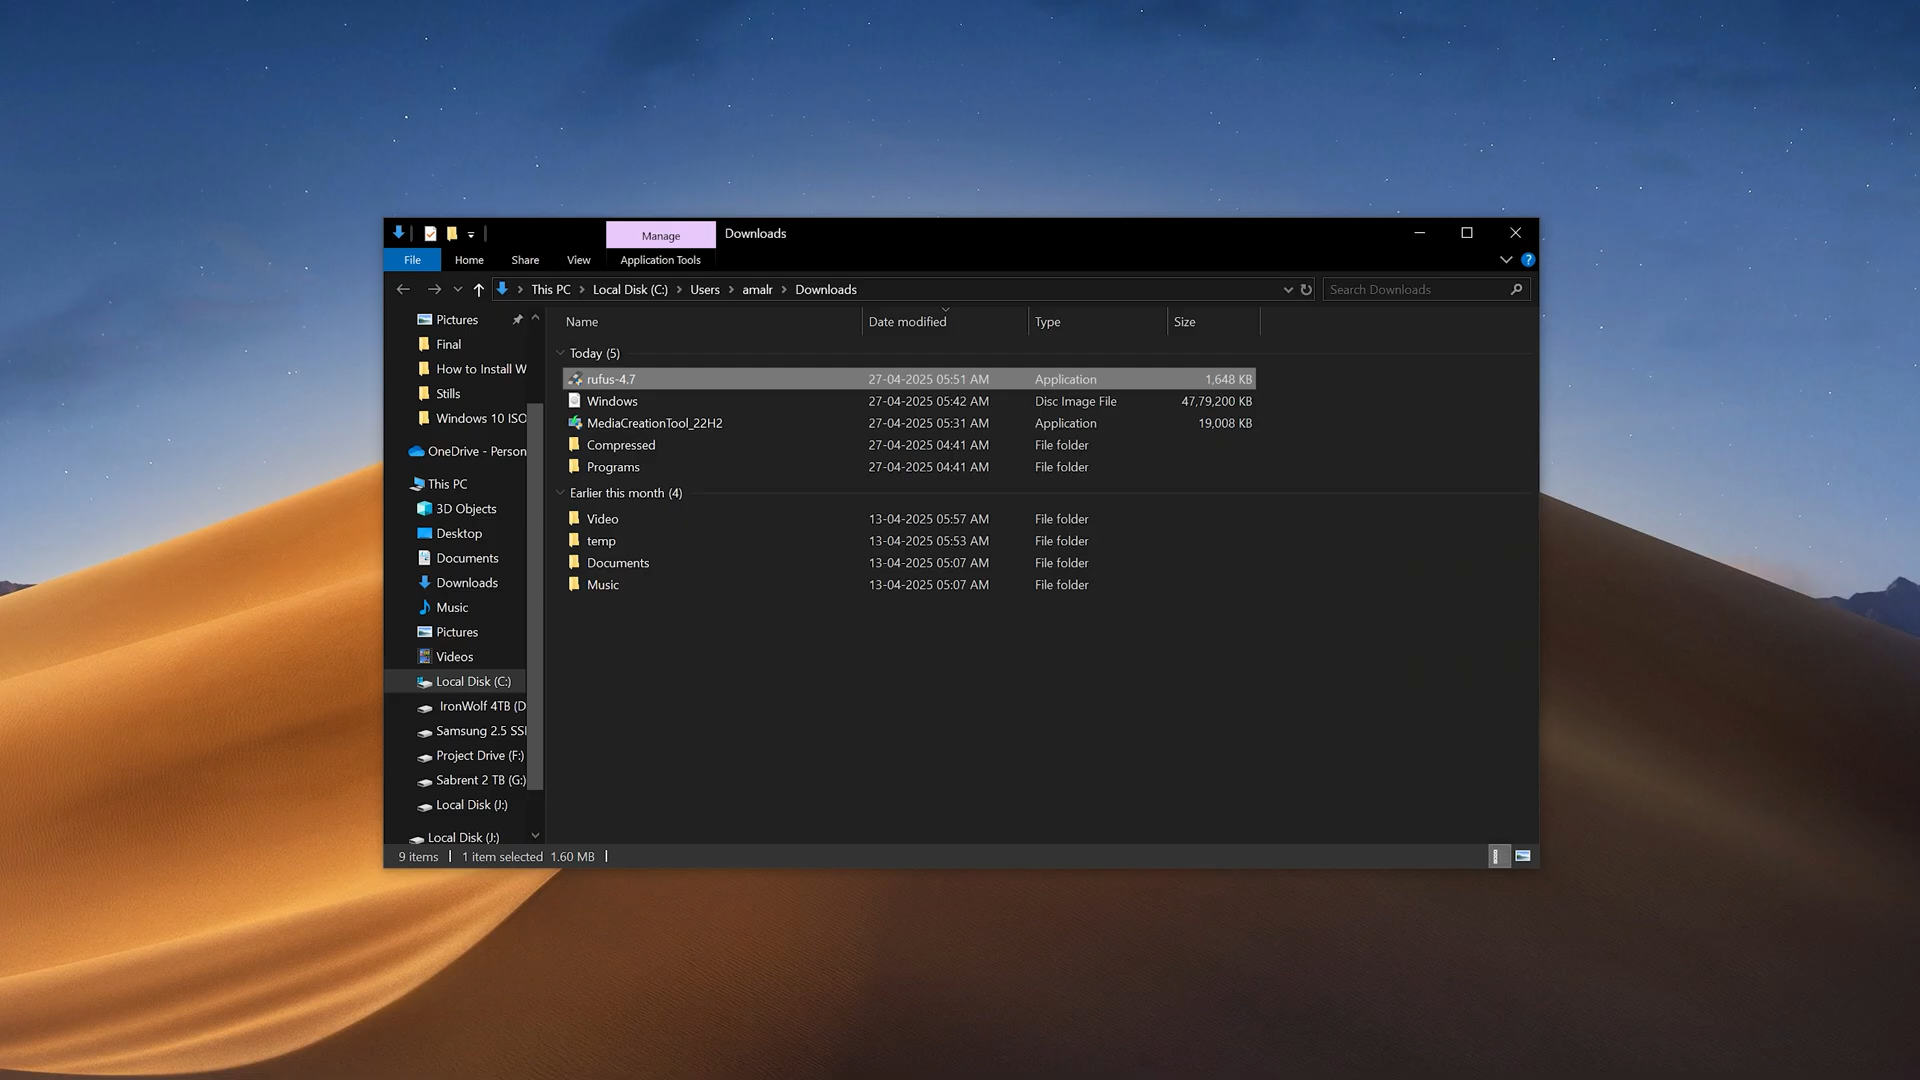 Manage
Downloads
File
Home
Share
View
Application Tools
This PC
Local Disk (C:)
Users
amalr
Downloads
Search Downloads
Pictures
Final
How to Install W
Stills
Windows 10 ISO
OneDrive - Person
This PC
3D Objects
Desktop
Documents
Downloads
Music
Pictures
Videos
Local Disk (C:)
IronWolf 4TB (D
Samsung 2.5 SSI
Project Drive (F:)
Sabrent 2 TB (G:)
Local Disk (J:)
Local Disk (J:)
Name Date modified Type Size
Today (5)
rufus-4.7 27-04-2025 05:51 AM Application 1,648 KB
Windows 27-04-2025 05:42 AM Disc Image File 47,79,200 KB
MediaCreationTool_22H2 27-04-2025 05:31 AM Application 19,008 KB
Compressed 27-04-2025 04:41 AM File folder
Programs 27-04-2025 04:41 AM File folder
Earlier this month (4)
Video 13-04-2025 05:57 AM File folder
temp 13-04-2025 05:53 AM File folder
Documents 13-04-2025 05:07 AM File folder
Music 13-04-2025 05:07 AM File folder
9 items 1 item selected 1.60 MB